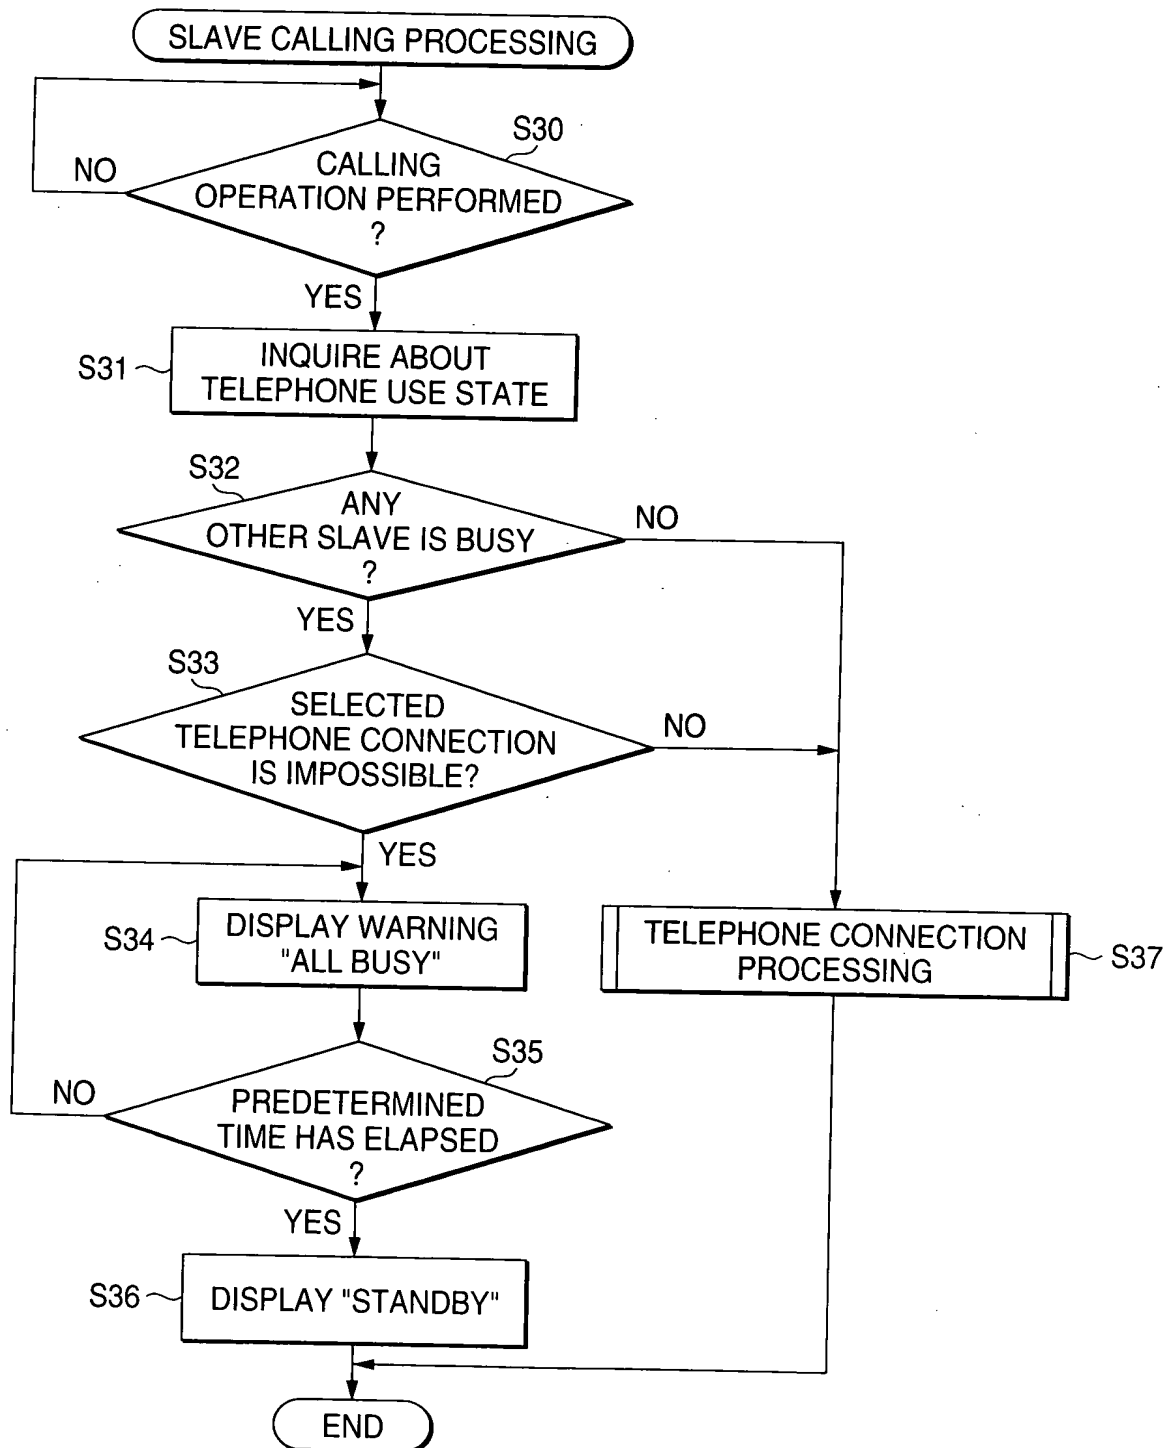 SLAVE CALLING PROCESSING
S30
NO
CALLING
OPERATION PERFORMED
?
YES
S31
INQUIRE ABOUT
TELEPHONE USE STATE
S32
ANY
OTHER SLAVE IS BUSY
?
NO
YES
S33
SELECTED
TELEPHONE CONNECTION
IS IMPOSSIBLE?
NO
YES
S34
DISPLAY WARNING
"ALL BUSY"
TELEPHONE CONNECTION
PROCESSING
S37
S35
NO
PREDETERMINED
TIME HAS ELAPSED
?
YES
S36
DISPLAY "STANDBY"
END